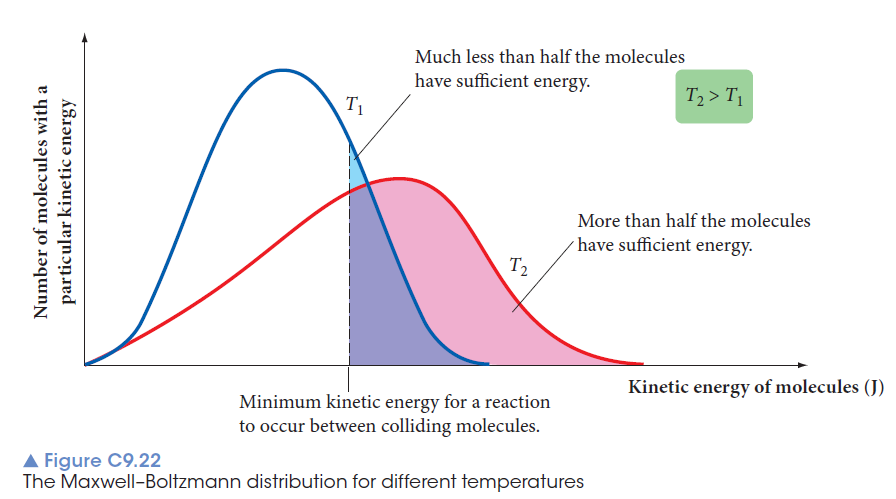 Number of molecules with a
particular kinetic energy
T₁
Much less than half the molecules
have sufficient energy.
T₂ > T₁
More than half the molecules
have sufficient energy.
T₂
Kinetic energy of molecules (J)
Minimum kinetic energy for a reaction
to occur between colliding molecules.
▲ Figure C9.22
The Maxwell–Boltzmann distribution for different temperatures